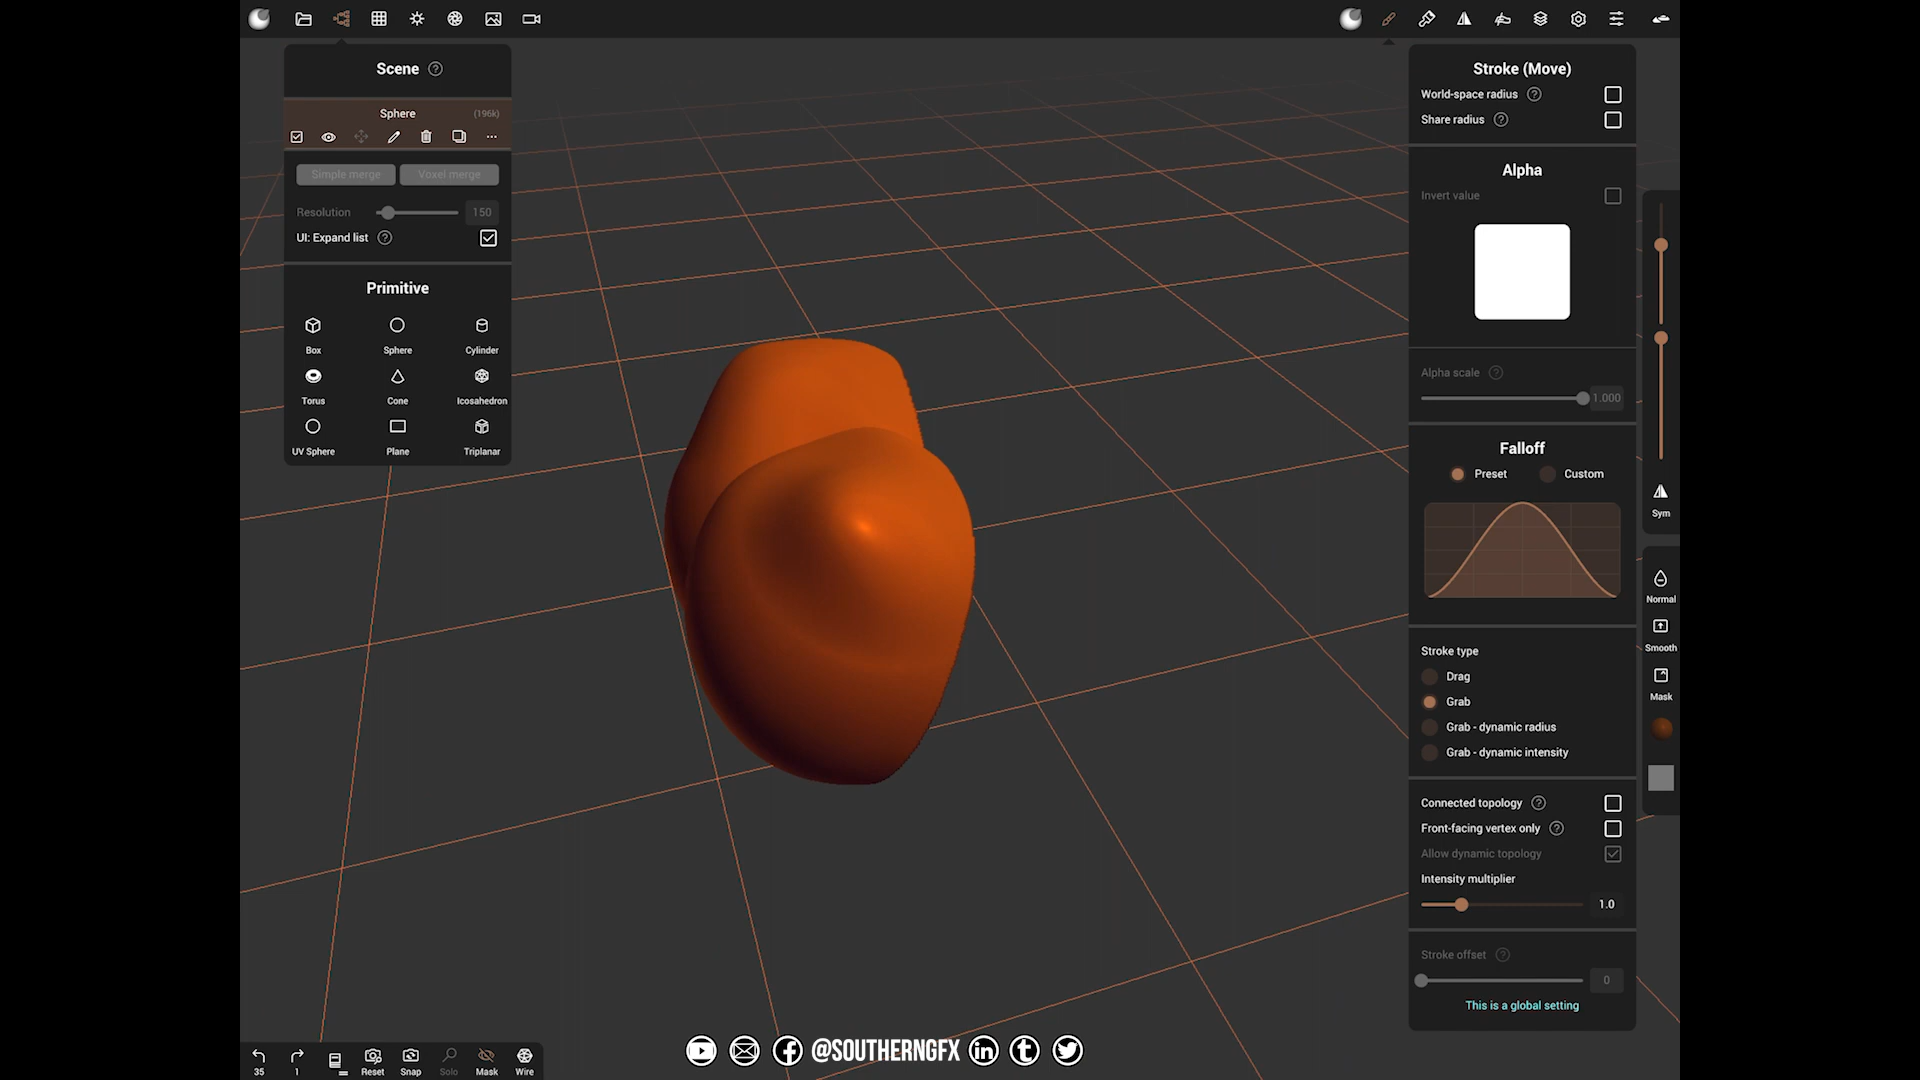 Scene
Sphere (196k)
Simple merge Voxel merge
Resolution 150
UI: Expand list
Primitive
Box Sphere Cylinder
Torus Cone Icosahedron
UV Sphere Plane Triplanar
Stroke (Move)
World-space radius
Share radius
Alpha
Invert value
Alpha scale
1.000
Falloff
Preset Custom
Stroke type
Drag
Grab
Grab - dynamic radius
Grab - dynamic intensity
Connected topology
Front-facing vertex only
Allow dynamic topology
Intensity multiplier
1.0
Stroke offset
0
This is a global setting
Sym
Normal
Smooth
Mask
35 1 Reset Snap Solo Mask Wire
@SOUTHERNGFX